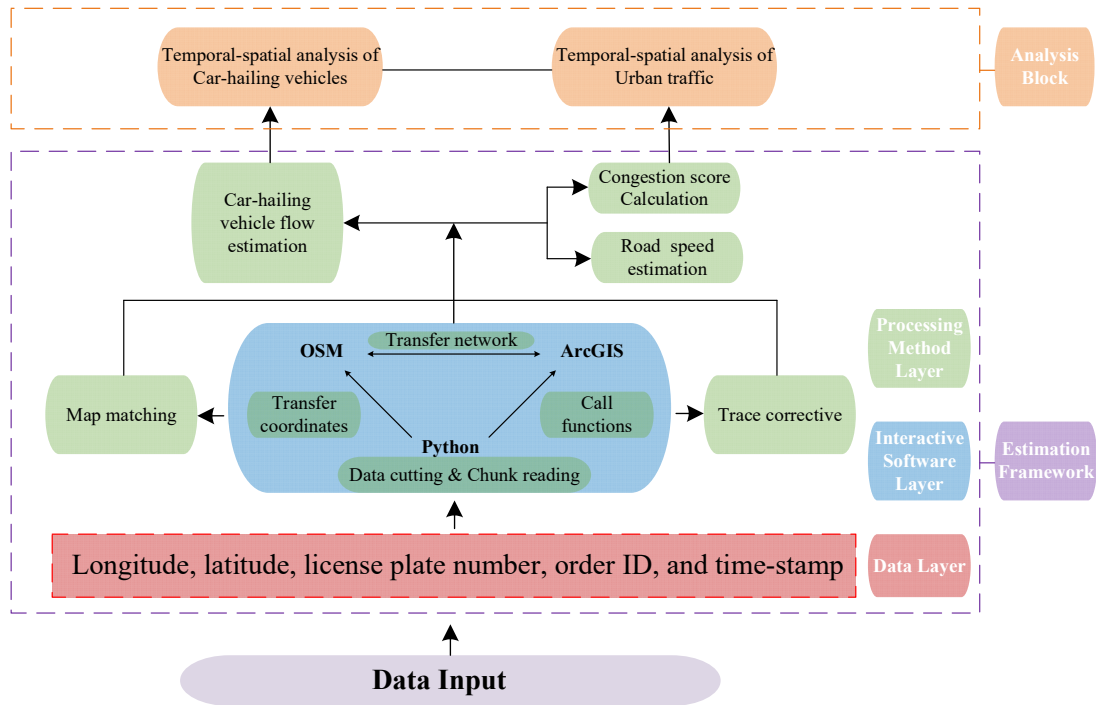 Temporal-spatial analysis of
Car-hailing vehicles
Temporal-spatial analysis of
Urban traffic
Analysis
Block
Car-hailing
vehicle flow
estimation
Congestion score
Calculation
Road speed
estimation
Processing
Method
Layer
Transfer network
OSM
ArcGIS
Map matching
Transfer
coordinates
Call
functions
Trace corrective
Python
Data cutting & Chunk reading
Interactive
Software
Layer
Estimation
Framework
Longitude, latitude, license plate number, order ID, and time-stamp
Data Layer
Data Input